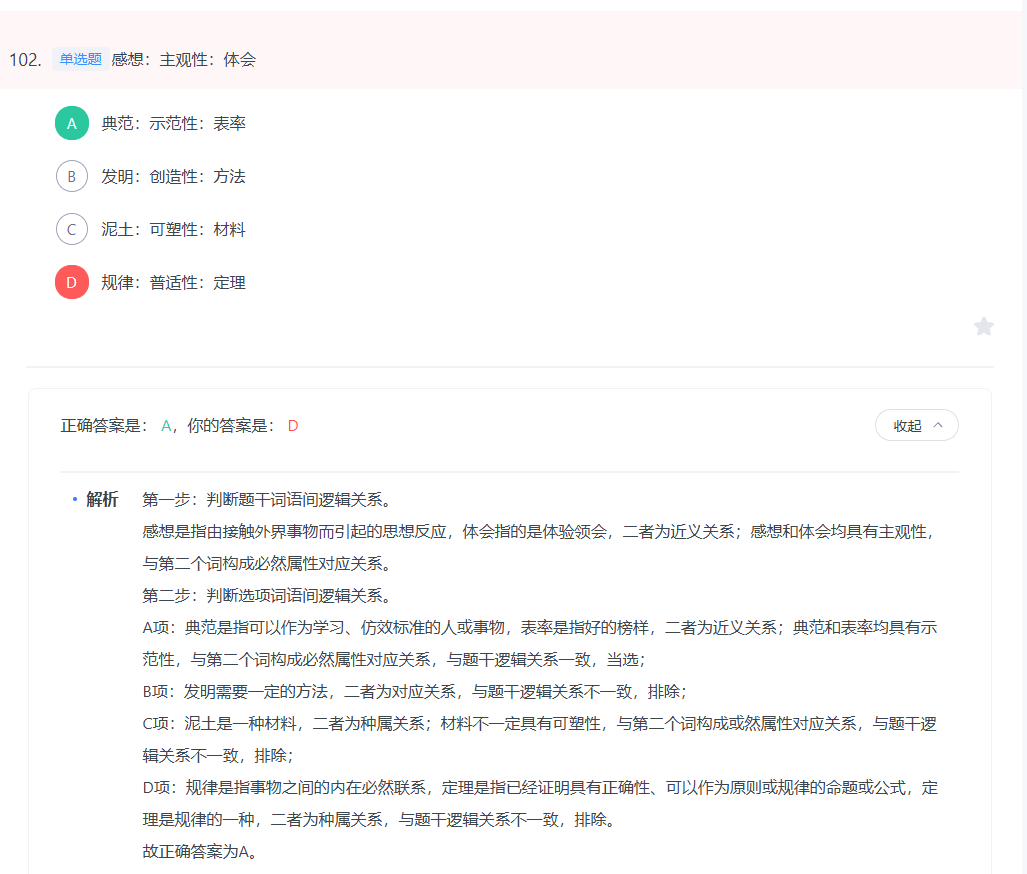 102. 单选题 感想：主观性：体会
A 典范：示范性：表率
B 发明：创造性：方法
C 泥土：可塑性：材料
D 规律：普适性：定理
正确答案是： A，你的答案是： D
收起
解析 第一步：判断题干词语间逻辑关系。
感想是指由接触外界事物而引起的思想反应，体会指的是体验领会，二者为近义关系；感想和体会均具有主观性，
与第二个词构成必然属性对应关系。
第二步：判断选项词语间逻辑关系。
A项：典范是指可以作为学习、仿效标准的人或事物，表率是指好的榜样，二者为近义关系；典范和表率均具有示
范性，与第二个词构成必然属性对应关系，与题干逻辑关系一致，当选；
B项：发明需要一定的方法，二者为对应关系，与题干逻辑关系不一致，排除；
C项：泥土是一种材料，二者为种属关系；材料不一定具有可塑性，与第二个词构成或然属性对应关系，与题干逻
辑关系不一致，排除；
D项：规律是指事物之间的内在必然联系，定理是指已经证明具有正确性、可以作为原则或规律的命题或公式，定
理是规律的一种，二者为种属关系，与题干逻辑关系不一致，排除。
故正确答案为A。